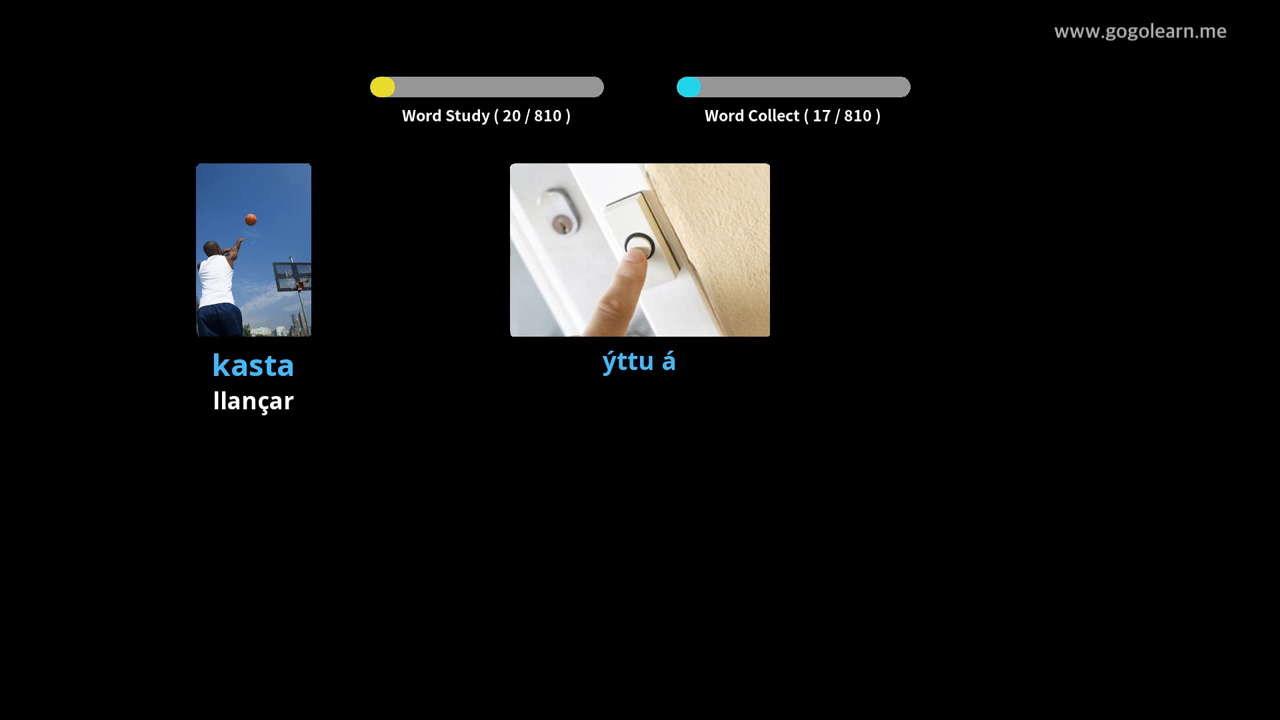 www.gogolearn.me
Word Study ( 20 / 810 )
Word Collect ( 17 / 810 )
kasta
llançar
ýttu á